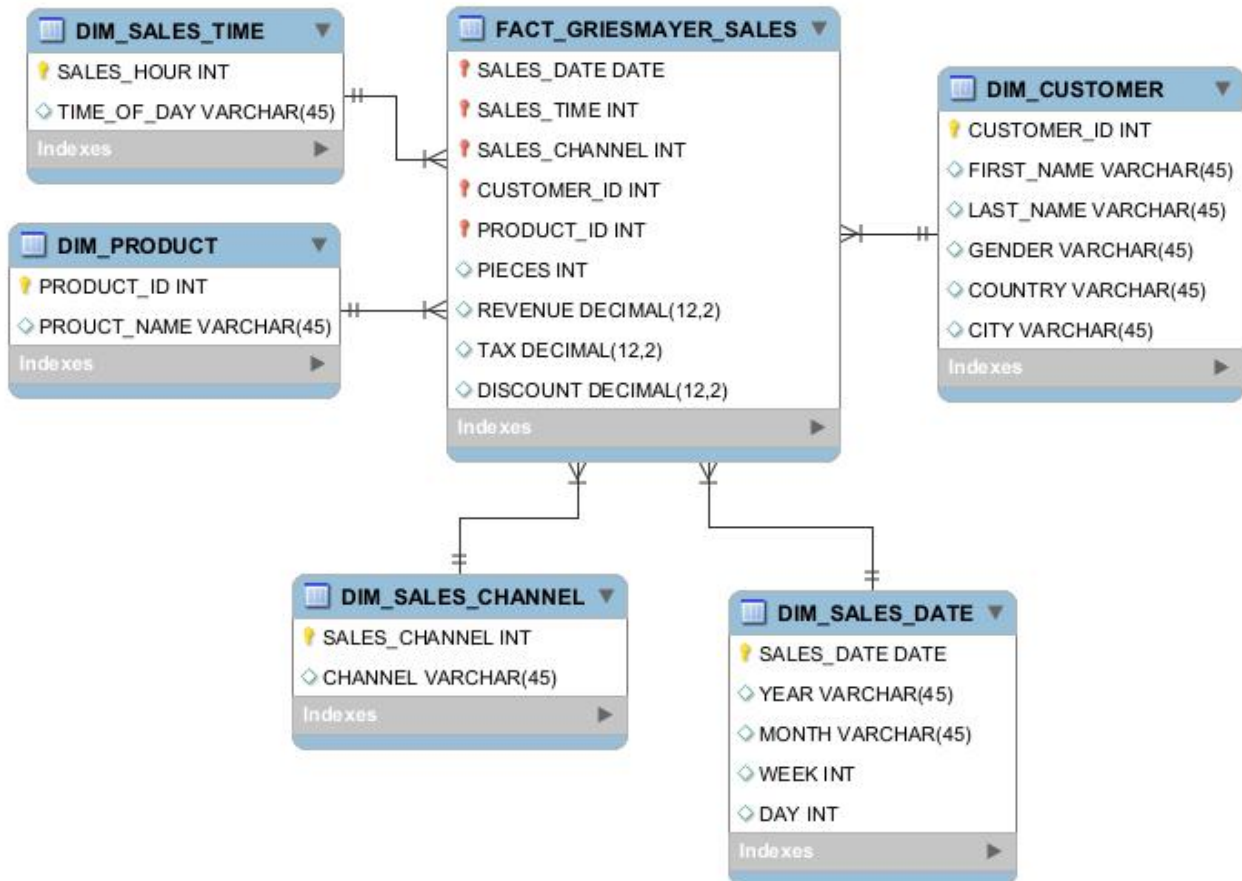 DIM_SALES_TIME
SALES_HOUR INT
TIME_OF_DAY VARCHAR(45)
Indexes
DIM_PRODUCT
PRODUCT_ID INT
PROUCT_NAME VARCHAR(45)
Indexes
FACT_GRIESMAYER_SALES
SALES_DATE DATE
SALES_TIME INT
SALES_CHANNEL INT
CUSTOMER_ID INT
PRODUCT_ID INT
PIECES INT
REVENUE DECIMAL(12,2)
TAX DECIMAL(12,2)
DISCOUNT DECIMAL(12,2)
Indexes
DIM_CUSTOMER
CUSTOMER_ID INT
FIRST_NAME VARCHAR(45)
LAST_NAME VARCHAR(45)
GENDER VARCHAR(45)
COUNTRY VARCHAR(45)
CITY VARCHAR(45)
Indexes
DIM_SALES_CHANNEL
SALES_CHANNEL INT
CHANNEL VARCHAR(45)
Indexes
DIM_SALES_DATE
SALES_DATE DATE
YEAR VARCHAR(45)
MONTH VARCHAR(45)
WEEK INT
DAY INT
Indexes